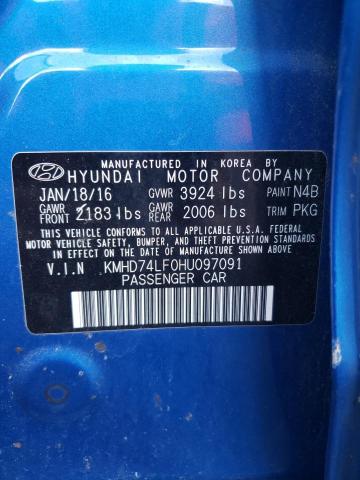 MANUFACTURED IN KOREA BY
HYUNDAI MOTOR COMPANY
JAN/18/16 GVWR 3924 lbs PAINT N4B
GAWR FRONT 2183 lbs GAWR REAR 2006 lbs TRIM PKG
THIS VEHICLE CONFORMS TO ALL APPLICABLE U.S.A. FEDERAL
MOTOR VEHICLE SAFETY, BUMPER, AND THEFT PREVENTION
STANDARDS IN EFFECT ON THE DATE OF MANUFACTURE SHOWN
ABOVE.
V.I.N KMHD74LF0HU097091
PASSENGER CAR